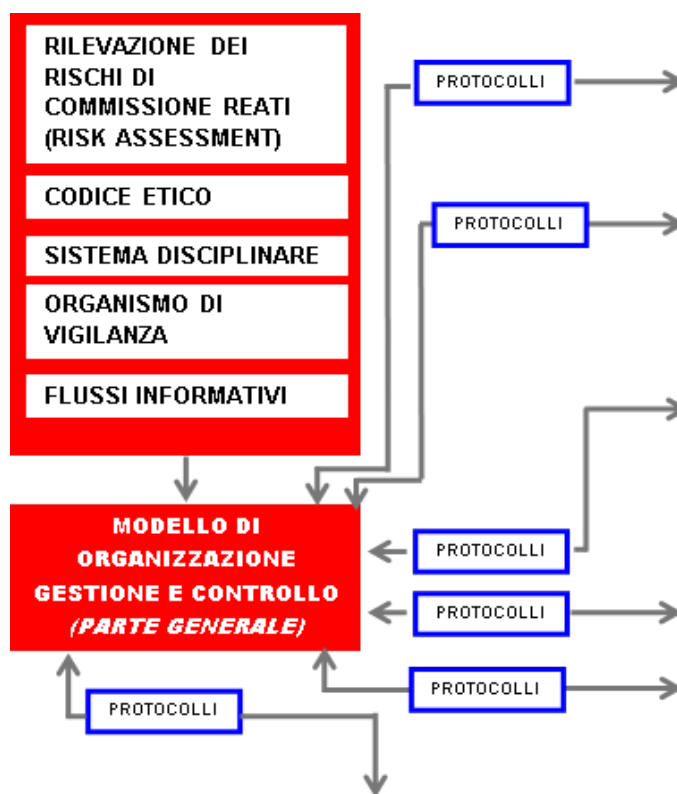 RILEVAZIONE DEI
RISCHI DI
COMMISSIONE REATI
(RISK ASSESSMENT)
CODICE ETICO
SISTEMA DISCIPLINARE
ORGANISMO DI
VIGILANZA
FLUSSI INFORMATIVI
PROTOCOLLI
PROTOCOLLI
MODELLO DI
ORGANIZZAZIONE
GESTIONE E CONTROLLO
(PARTE GENERALE)
PROTOCOLLI
PROTOCOLLI
PROTOCOLLI
PROTOCOLLI